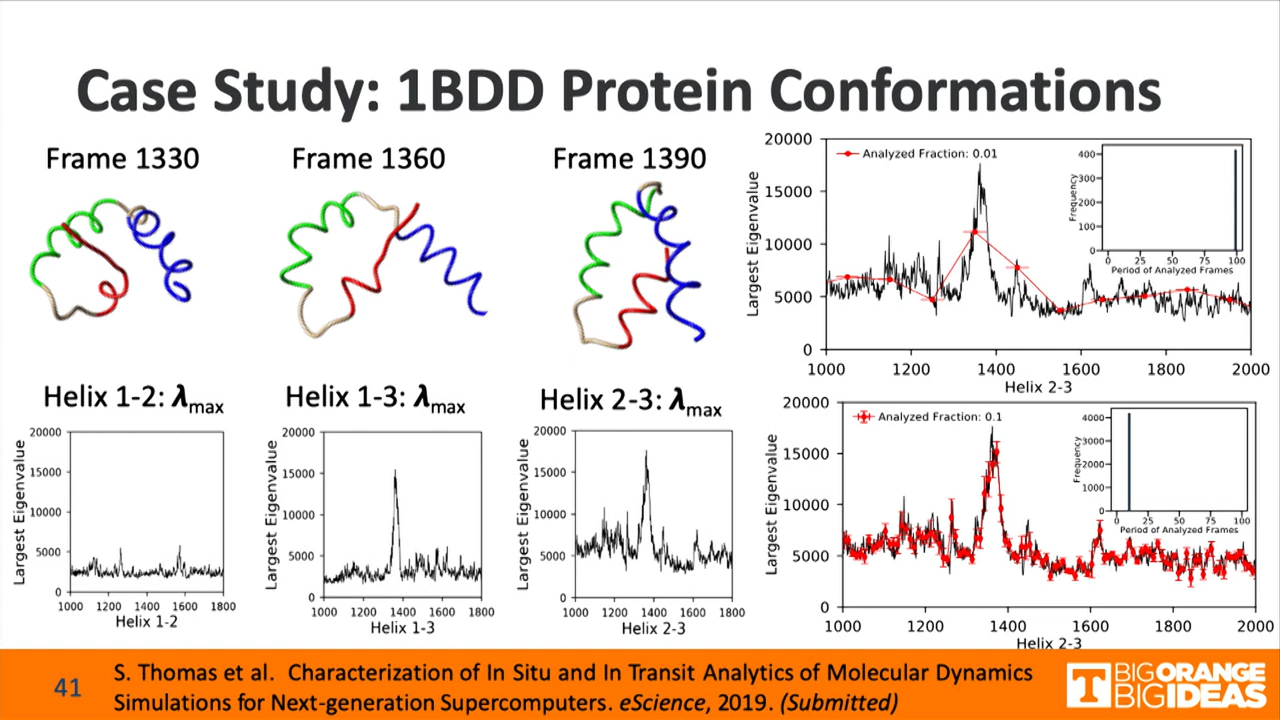 Case Study: 1BDD Protein Conformations
Frame 1330
Frame 1360
Frame 1390
Helix 1-2: λmax
Helix 1-3: λmax
Helix 2-3: λmax
Largest Eigenvalue
20000
15000
10000
5000
0
1000 1200 1400 1600 1800
Helix 1-2
Largest Eigenvalue
20000
15000
10000
5000
0
1000 1200 1400 1600 1800
Helix 1-3
Largest Eigenvalue
20000
15000
10000
5000
0
1000 1200 1400 1600 1800
Helix 2-3
Largest Eigenvalue
20000
15000
10000
5000
0
Analyzed Fraction: 0.01
Frequency
400
300
200
100
0
0 25 50 75 100
Period of Analyzed Frames
1000 1200 1400 1600 1800 2000
Helix 2-3
Largest Eigenvalue
20000
15000
10000
5000
0
Analyzed Fraction: 0.1
Frequency
4000
3000
2000
1000
0
0 25 50 75 100
Period of Analyzed Frames
1000 1200 1400 1600 1800 2000
Helix 2-3
41
S. Thomas et al. Characterization of In Situ and In Transit Analytics of Molecular Dynamics
Simulations for Next-generation Supercomputers. eScience, 2019. (Submitted)
T
BIGORANGE
BIGIDEAS